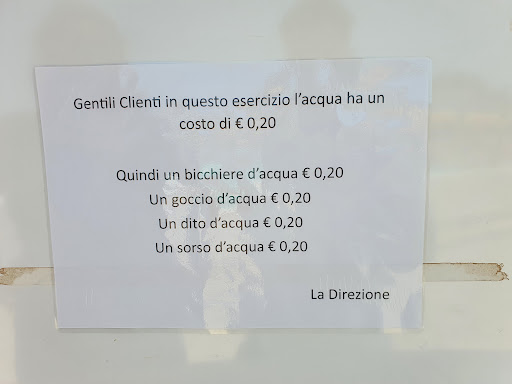 Gentili Clienti in questo esercizio l'acqua ha un
costo di € 0,20
Quindi un bicchiere d'acqua € 0,20
Un goccio d'acqua € 0,20
Un dito d'acqua € 0,20
Un sorso d'acqua € 0,20
La Direzione